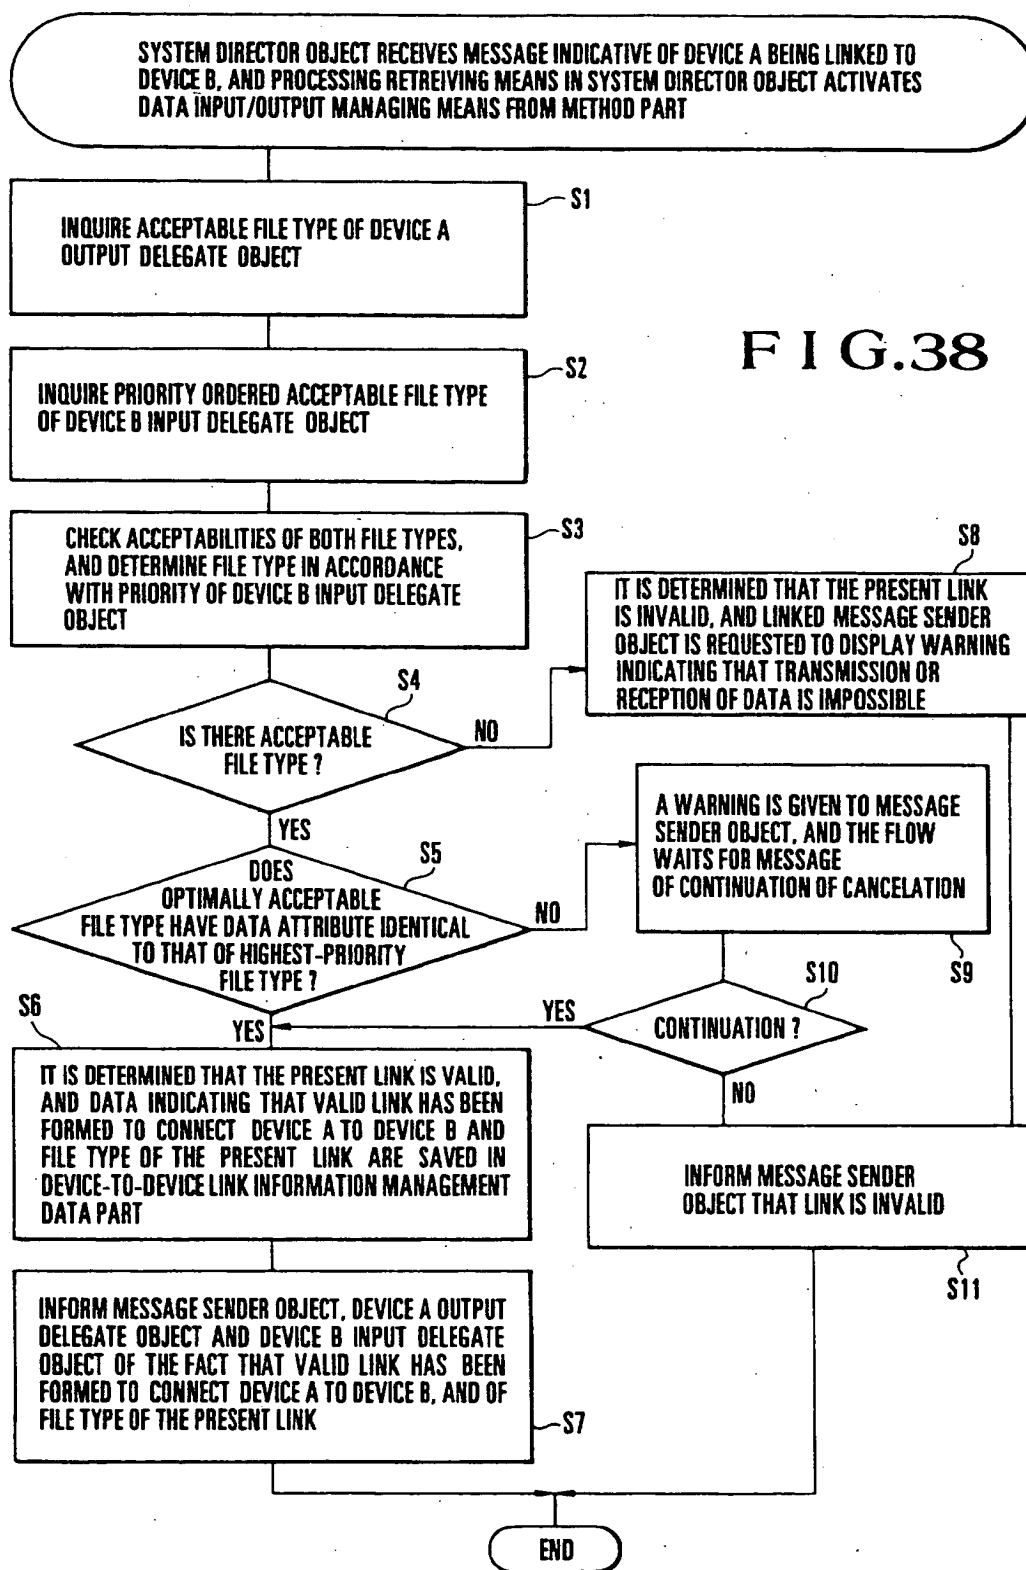 SYSTEM DIRECTOR OBJECT RECEIVES MESSAGE INDICATIVE OF DEVICE A BEING LINKED TO
DEVICE B, AND PROCESSING RETREIVING MEANS IN SYSTEM DIRECTOR OBJECT ACTIVATES
DATA INPUT/OUTPUT MANAGING MEANS FROM METHOD PART
S1
INQUIRE ACCEPTABLE FILE TYPE OF DEVICE A
OUTPUT DELEGATE OBJECT
FIG.38
S2
INQUIRE PRIORITY ORDERED ACCEPTABLE FILE TYPE
OF DEVICE B INPUT DELEGATE OBJECT
S3
CHECK ACCEPTABILITIES OF BOTH FILE TYPES,
AND DETERMINE FILE TYPE IN ACCORDANCE
WITH PRIORITY OF DEVICE B INPUT DELEGATE
OBJECT
S8
IT IS DETERMINED THAT THE PRESENT LINK
IS INVALID, AND LINKED MESSAGE SENDER
OBJECT IS REQUESTED TO DISPLAY WARNING
INDICATING THAT TRANSMISSION OR
RECEPTION OF DATA IS IMPOSSIBLE
S4
IS THERE ACCEPTABLE
FILE TYPE ?
NO
YES
S5
DOES
OPTIMALLY ACCEPTABLE
FILE TYPE HAVE DATA ATTRIBUTE IDENTICAL
TO THAT OF HIGHEST-PRIORITY
FILE TYPE ?
NO
YES
A WARNING IS GIVEN TO MESSAGE
SENDER OBJECT, AND THE FLOW
WAITS FOR MESSAGE
OF CONTINUATION OF CANCELATION
S9
S10
CONTINUATION ?
YES
NO
S6
IT IS DETERMINED THAT THE PRESENT LINK IS VALID,
AND DATA INDICATING THAT VALID LINK HAS BEEN
FORMED TO CONNECT DEVICE A TO DEVICE B AND
FILE TYPE OF THE PRESENT LINK ARE SAVED IN
DEVICE-TO-DEVICE LINK INFORMATION MANAGEMENT
DATA PART
INFORM MESSAGE SENDER
OBJECT THAT LINK IS INVALID
S11
INFORM MESSAGE SENDER OBJECT, DEVICE A OUTPUT
DELEGATE OBJECT AND DEVICE B INPUT DELEGATE
OBJECT OF THE FACT THAT VALID LINK HAS BEEN
FORMED TO CONNECT DEVICE A TO DEVICE B, AND OF
FILE TYPE OF THE PRESENT LINK
S7
END